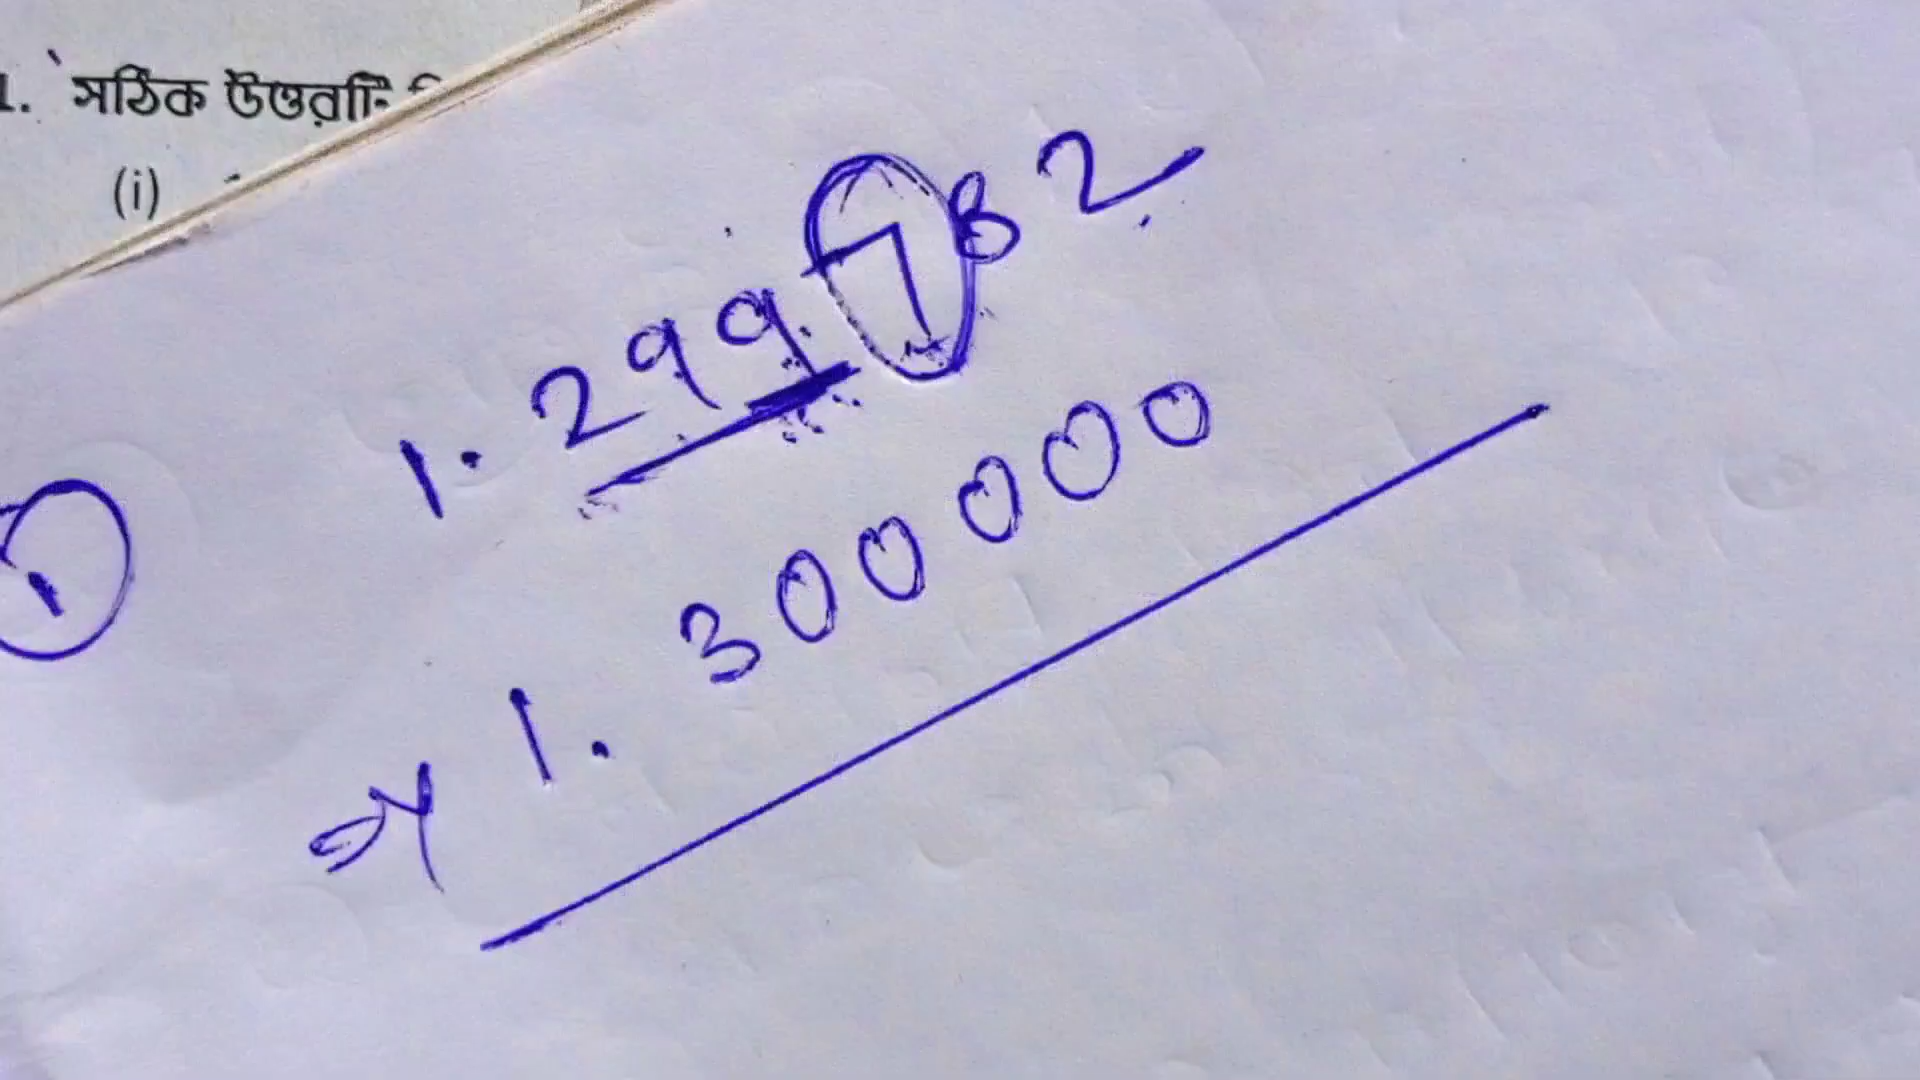 1. সঠিক উত্তরটি
(i)
1
1.299782
⇒ 1.300000